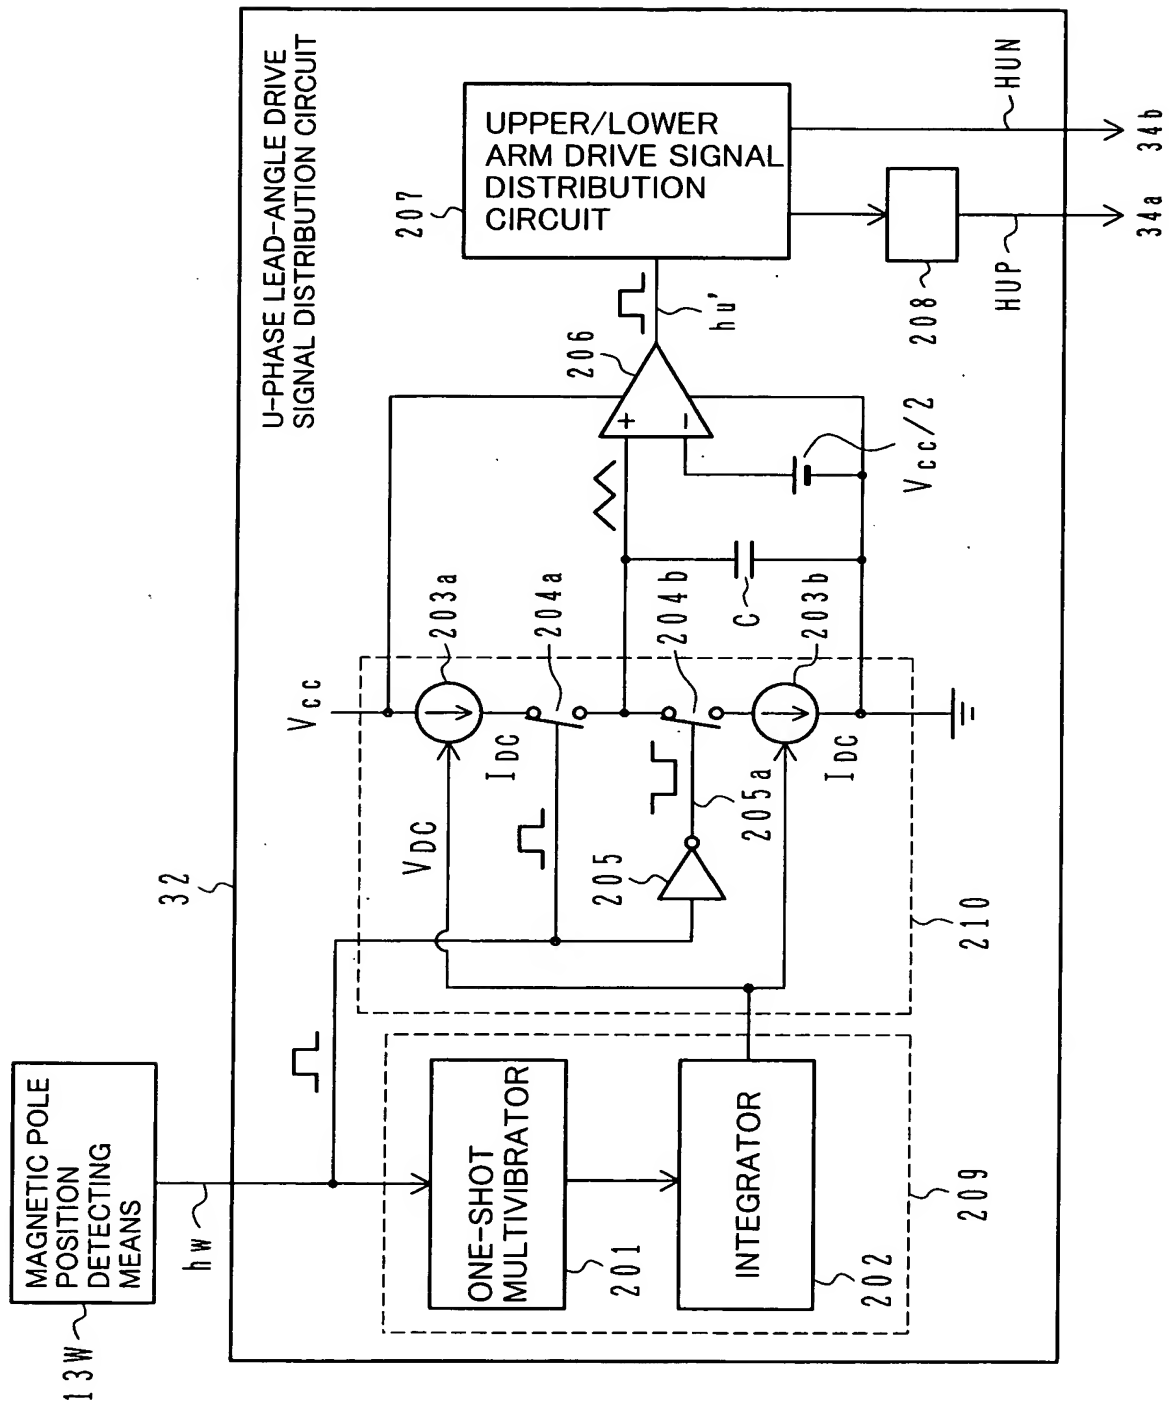 U-PHASE LEAD-ANGLE DRIVE
SIGNAL DISTRIBUTION CIRCUIT
32
MAGNETIC POLE
POSITION
DETECTING
MEANS
13W
hw
ONE-SHOT
MULTIVIBRATOR
201
INTEGRATOR
202
209
VDC
Vcc
203a
IDC
204a
205
205a
204b
203b
IDC
210
C
Vcc/2
+
−
206
hu'
UPPER/LOWER
ARM DRIVE SIGNAL
DISTRIBUTION
CIRCUIT
207
208
HUP
HUN
34a
34b